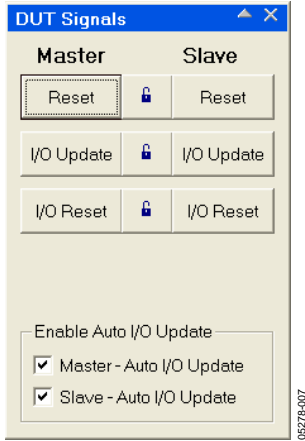 DUT Signals
Master Slave
Reset Reset
I/O Update I/O Update
I/O Reset I/O Reset
Enable Auto I/O Update
Master - Auto I/O Update
Slave - Auto I/O Update
05278-007